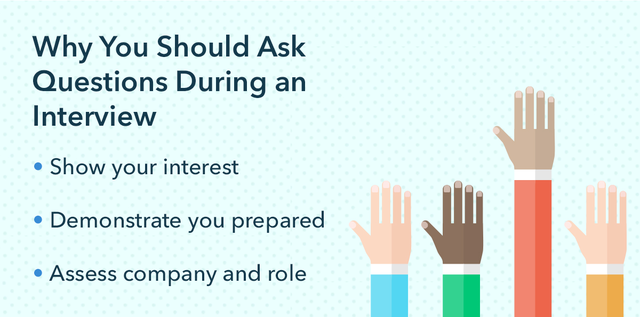 Why You Should Ask
Questions During an
Interview
• Show your interest
• Demonstrate you prepared
• Assess company and role